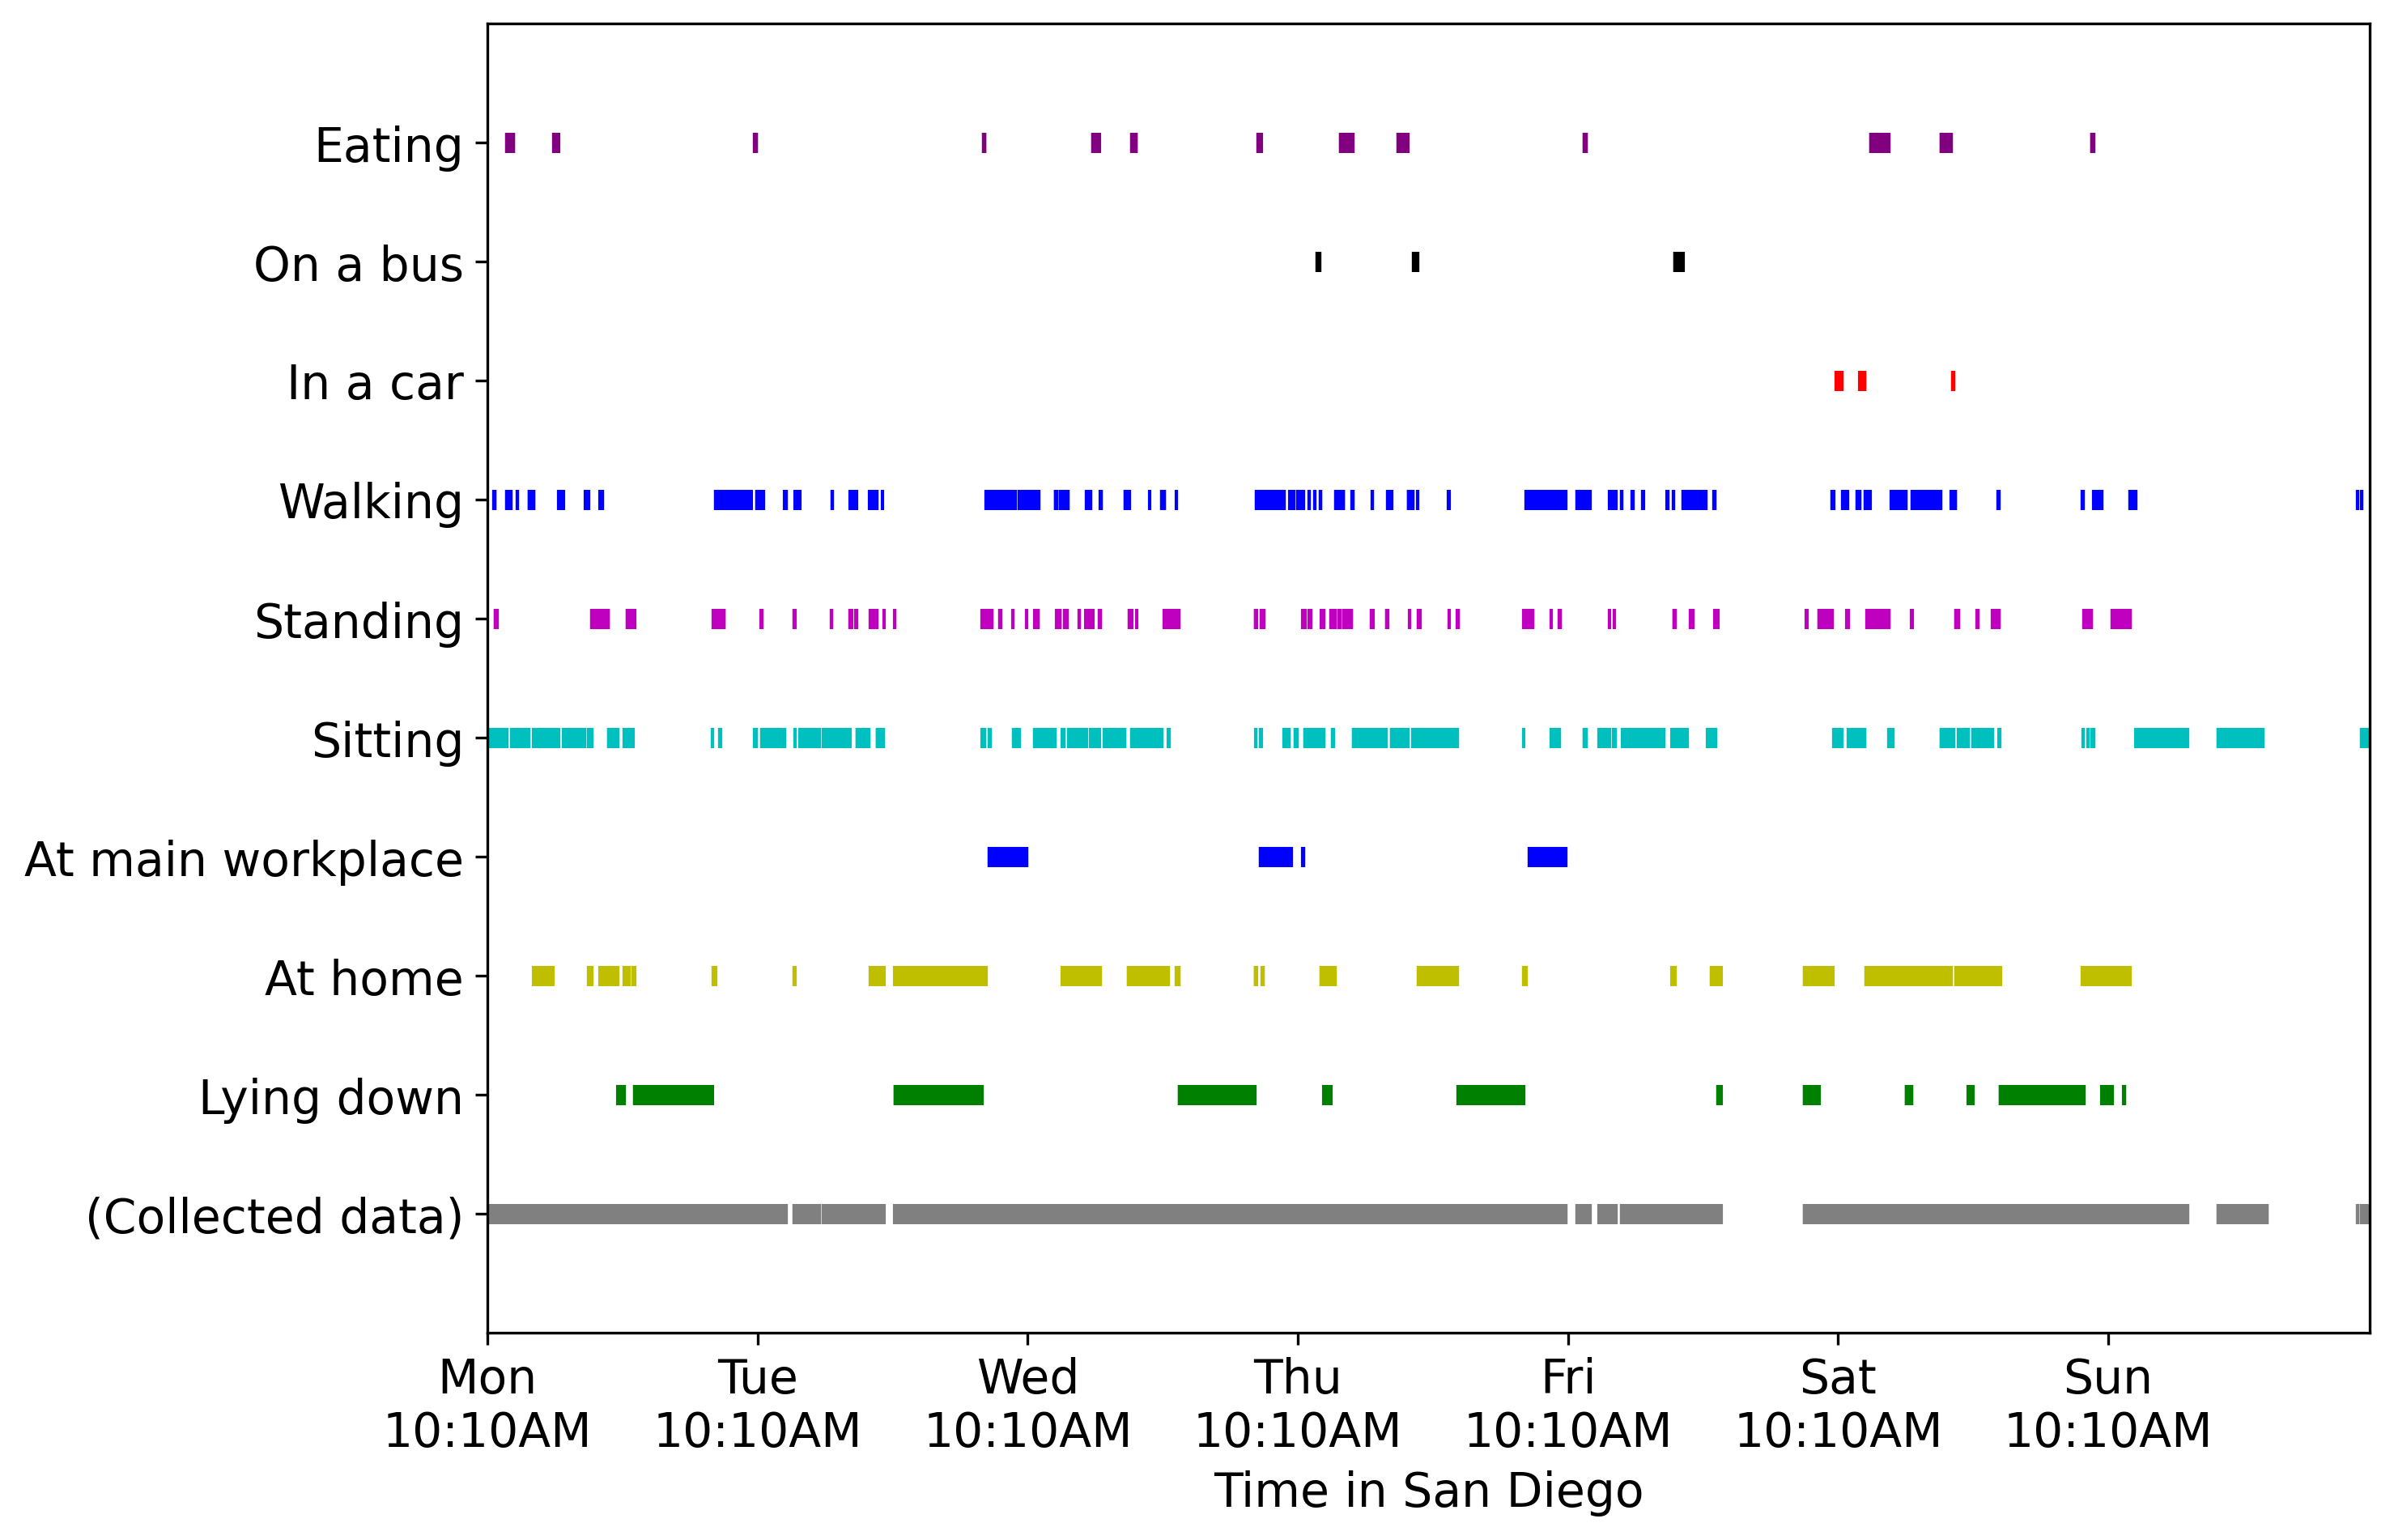 Eating
On a bus
In a car
Walking
Standing
Sitting
At main workplace
At home
Lying down
(Collected data)
Mon Tue Wed Thu Fri Sat Sun
10:10AM 10:10AM 10:10AM 10:10AM 10:10AM 10:10AM 10:10AM
Time in San Diego